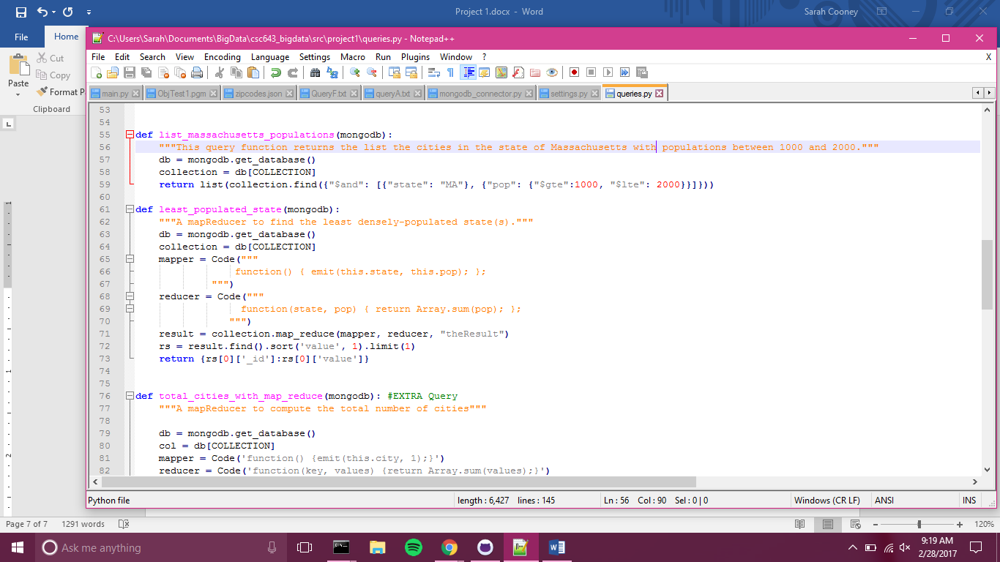 Project 1.docx - Word
Sarah Cooney
File
Home
Cut
Copy
Paste
Format P
Clipboard
C:\Users\Sarah\Documents\BigData\csc643_bigdata\src\project1\queries.py - Notepad++
File Edit Search View Encoding Language Settings Macro Run Plugins Window ? X
main.py ObjTest1.pgm zipcodes.json QueryF.txt queryA.txt mongodb_connector.py settings.py queries.py
53
54
55 def list_massachusetts_populations(mongodb):
56 """This query function returns the list the cities in the state of Massachusetts with populations between 1000 and 2000."""
57 db = mongodb.get_database()
58 collection = db[COLLECTION]
59 return list(collection.find({"$and": [{"state": "MA"}, {"pop": {"$gte":1000, "$lte": 2000}}]}))
60
61 def least_populated_state(mongodb):
62 """A mapReducer to find the least densely-populated state(s)."""
63 db = mongodb.get_database()
64 collection = db[COLLECTION]
65 mapper = Code("""
66 function() { emit(this.state, this.pop); };
67 """)
68 reducer = Code("""
69 function(state, pop) { return Array.sum(pop); };
70 """)
71 result = collection.map_reduce(mapper, reducer, "theResult")
72 rs = result.find().sort('value', 1).limit(1)
73 return {rs[0]['_id']:rs[0]['value']}
74
75
76 def total_cities_with_map_reduce(mongodb): #EXTRA Query
77 """A mapReducer to compute the total number of cities"""
78
79 db = mongodb.get_database()
80 col = db[COLLECTION]
81 mapper = Code('function() {emit(this.city, 1);}')
82 reducer = Code('function(key, values) {return Array.sum(values);}')
Python file length : 6,427 lines : 145 Ln : 56 Col : 90 Sel : 0 | 0 Windows (CR LF) ANSI INS
Page 7 of 7 1291 words 120%
Ask me anything
9:19 AM
2/28/2017